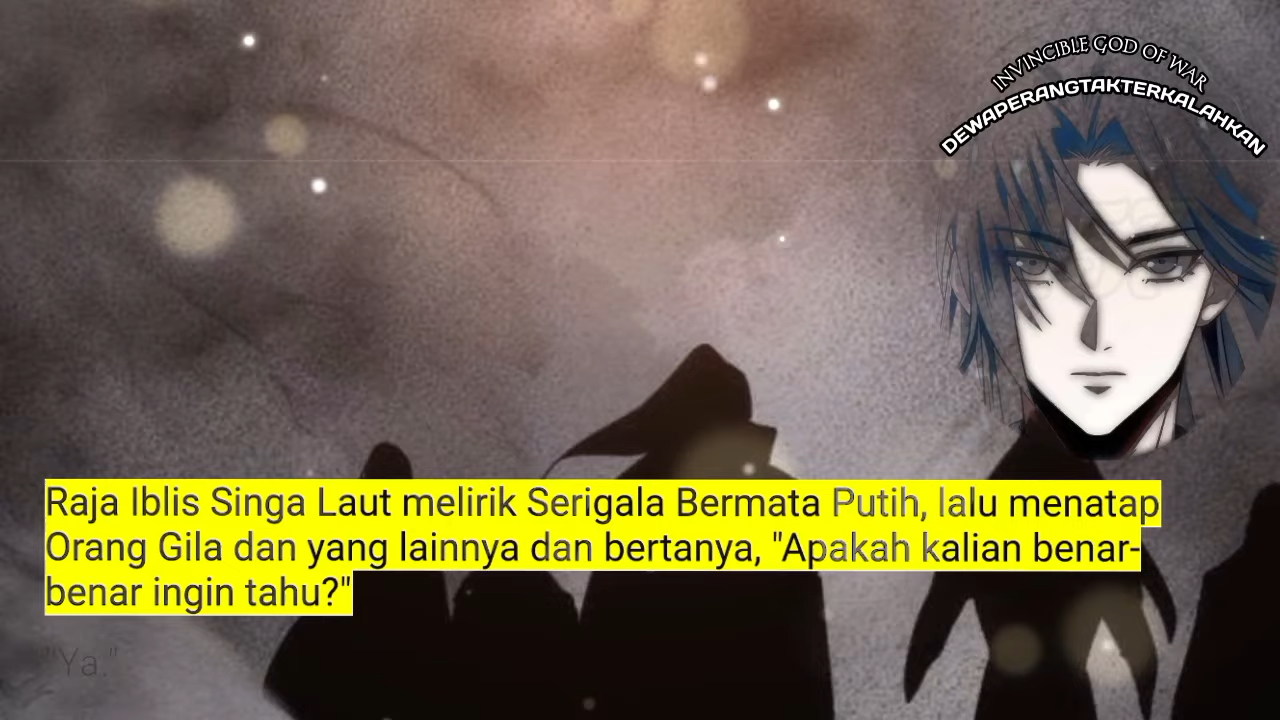 INVINCIBLE GOD OF WAR
DEWAPERANGTAKTERKALAHKAN
Raja Iblis Singa Laut melirik Serigala Bermata Putih, lalu menatap
Orang Gila dan yang lainnya dan bertanya, "Apakah kalian benar-
benar ingin tahu?"
"Ya."